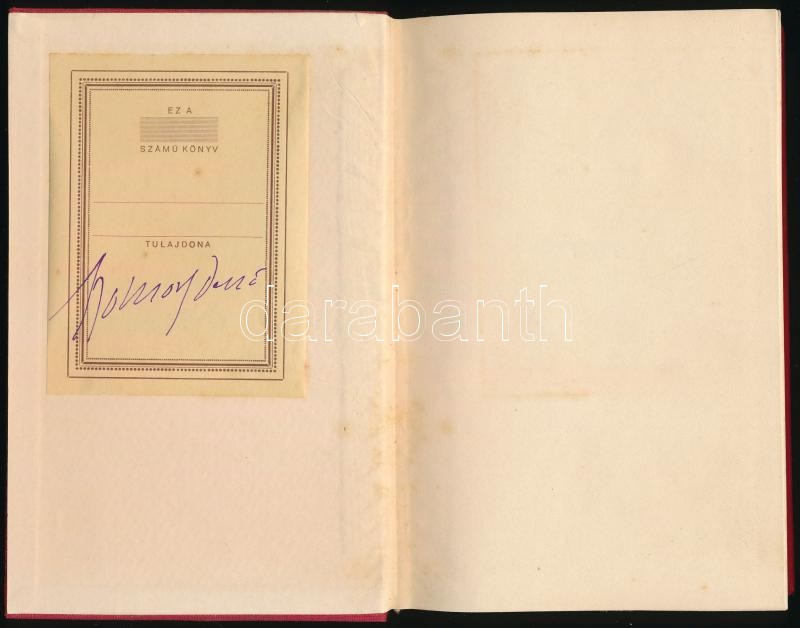 EZ A
SZÁMÚ KÖNYV
TULAJDONA
darabanth